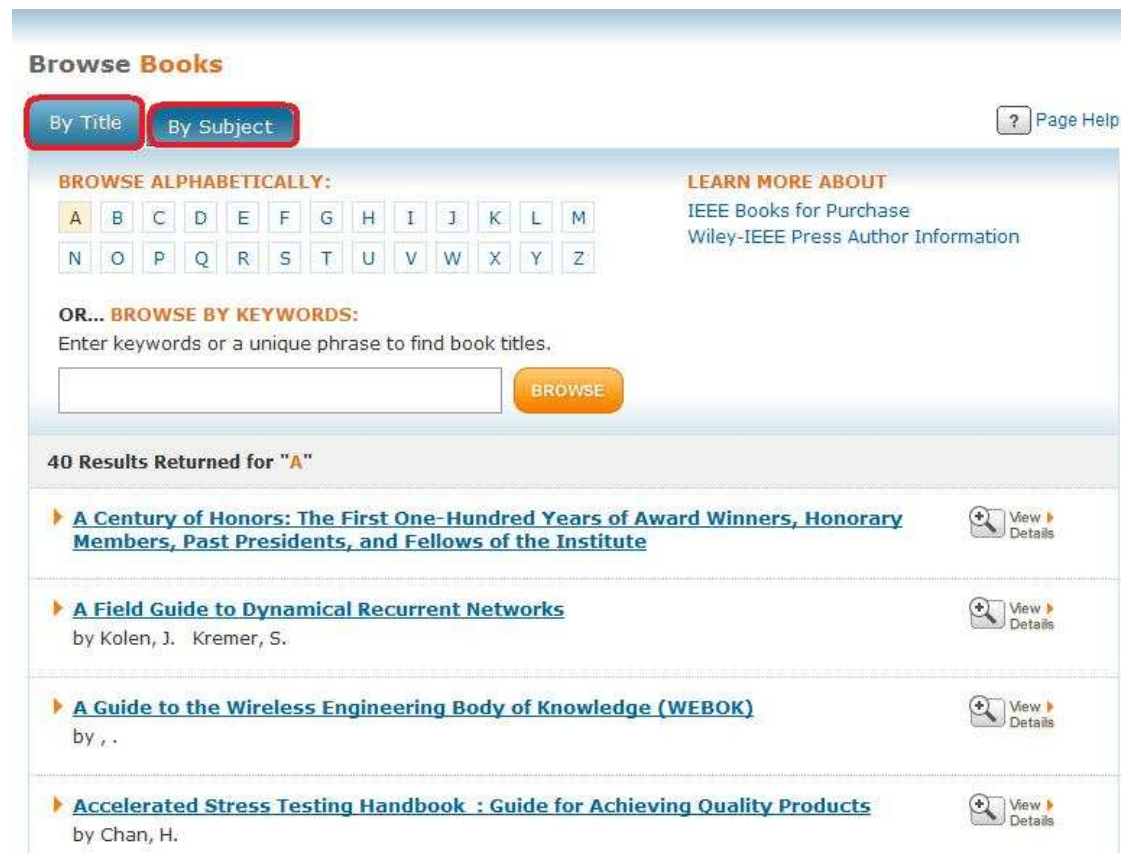 Browse Books
By Title By Subject
? Page Help
BROWSE ALPHABETICALLY:
A B C D E F G H I J K L M
N O P Q R S T U V W X Y Z
LEARN MORE ABOUT
IEEE Books for Purchase
Wiley-IEEE Press Author Information
OR... BROWSE BY KEYWORDS:
Enter keywords or a unique phrase to find book titles.
BROWSE
40 Results Returned for "A"
A Century of Honors: The First One-Hundred Years of Award Winners, Honorary
Members, Past Presidents, and Fellows of the Institute
View
Details
A Field Guide to Dynamical Recurrent Networks
by Kolen, J. Kremer, S.
View
Details
A Guide to the Wireless Engineering Body of Knowledge (WEBOK)
by , .
View
Details
Accelerated Stress Testing Handbook : Guide for Achieving Quality Products
by Chan, H.
View
Details